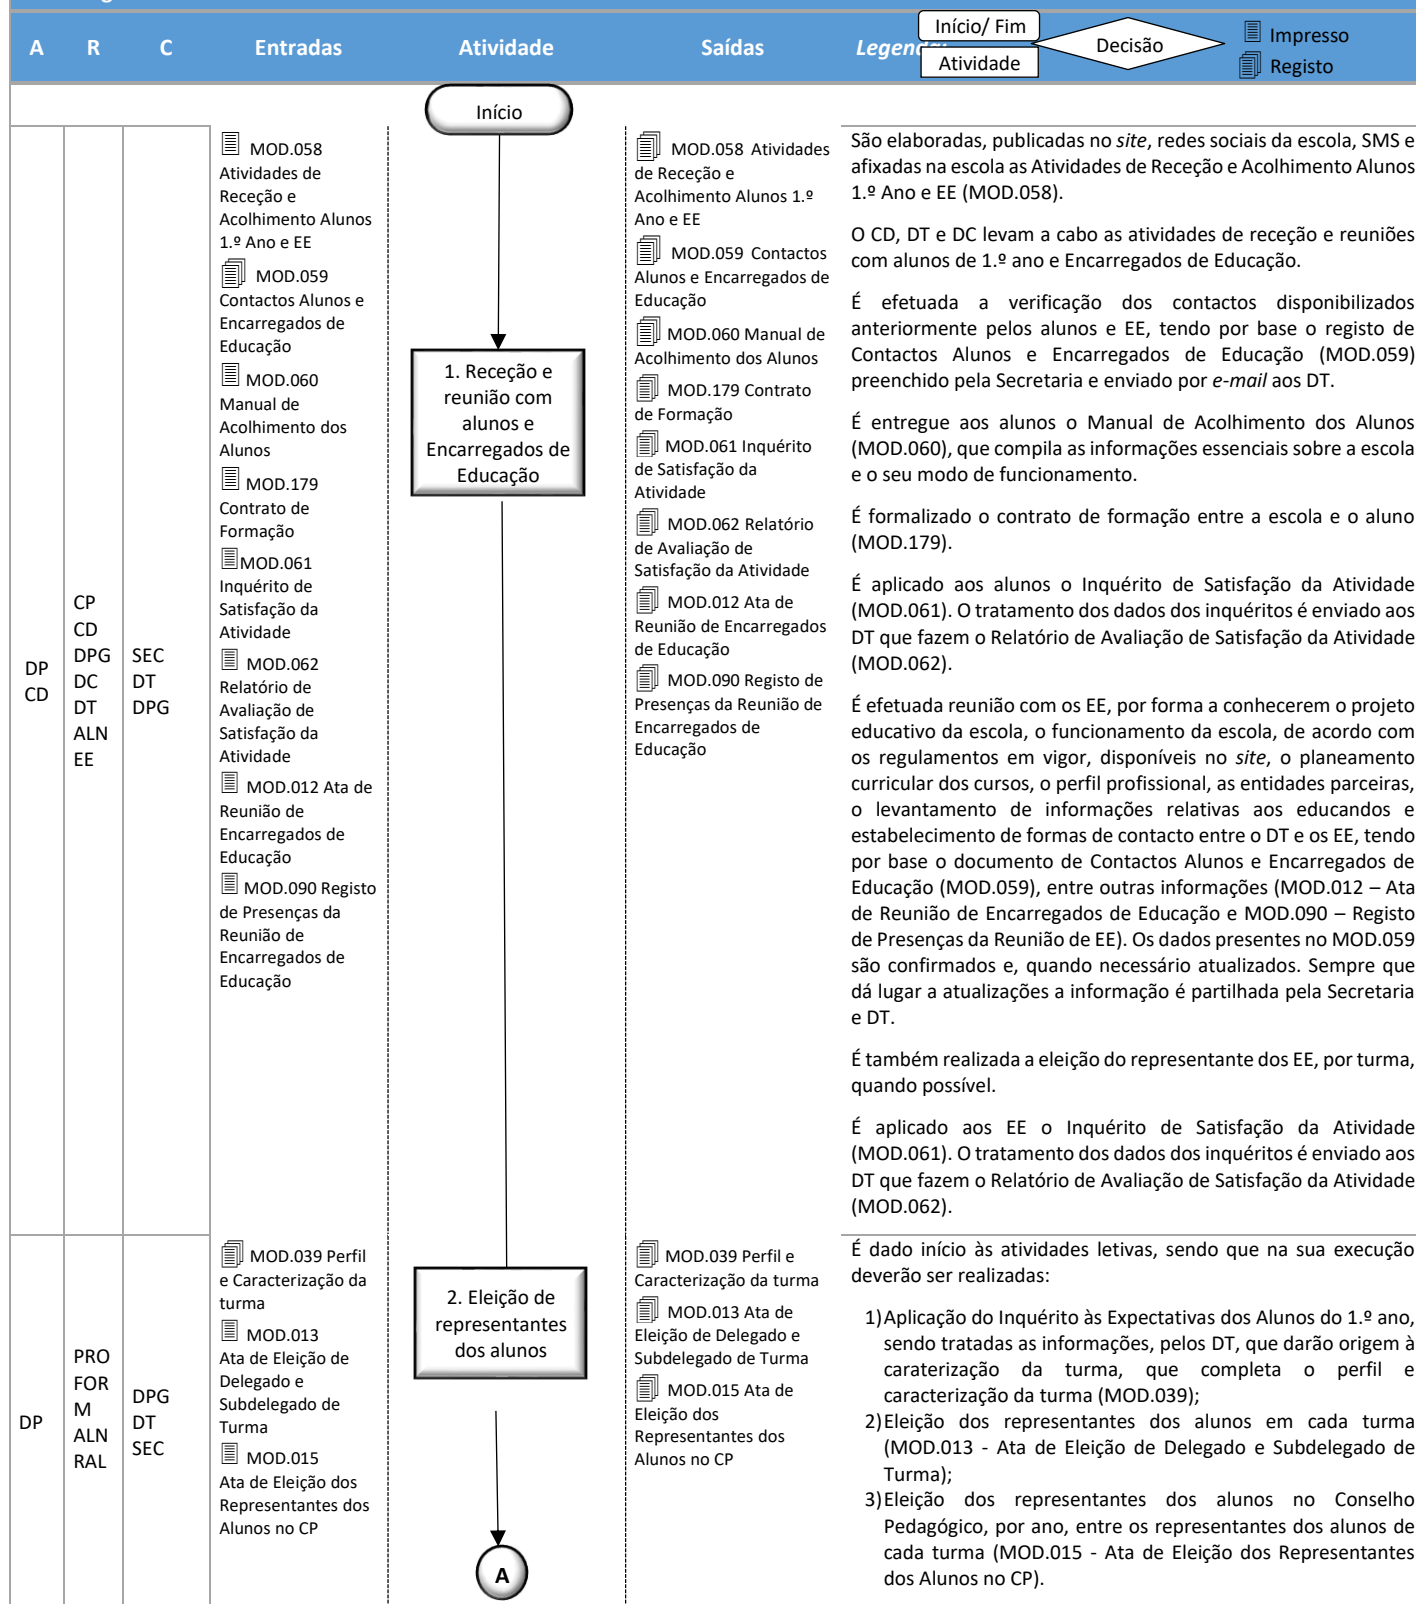 A R C Entradas Atividade Saídas Legenda:
Início/ Fim
Atividade
Decisão
Impresso
Registo
Início
DP
CD
CP
CD
DPG
DC
DT
ALN
EE
SEC
DT
DPG
MOD.058
Atividades de
Receção e
Acolhimento Alunos
1.º Ano e EE
MOD.059
Contactos Alunos e
Encarregados de
Educação
MOD.060
Manual de
Acolhimento dos
Alunos
MOD.179
Contrato de
Formação
MOD.061
Inquérito de
Satisfação da
Atividade
MOD.062
Relatório de
Avaliação de
Satisfação da
Atividade
MOD.012 Ata de
Reunião de
Encarregados de
Educação
MOD.090 Registo
de Presenças da
Reunião de
Encarregados de
Educação
1. Receção e
reunião com
alunos e
Encarregados de
Educação
MOD.058 Atividades
de Receção e
Acolhimento Alunos 1.º
Ano e EE
MOD.059 Contactos
Alunos e Encarregados de
Educação
MOD.060 Manual de
Acolhimento dos Alunos
MOD.179 Contrato
de Formação
MOD.061 Inquérito
de Satisfação da
Atividade
MOD.062 Relatório
de Avaliação de
Satisfação da Atividade
MOD.012 Ata de
Reunião de Encarregados
de Educação
MOD.090 Registo de
Presenças da Reunião de
Encarregados de
Educação
São elaboradas, publicadas no site, redes sociais da escola, SMS e
afixadas na escola as Atividades de Receção e Acolhimento Alunos
1.º Ano e EE (MOD.058).
O CD, DT e DC levam a cabo as atividades de receção e reuniões
com alunos de 1.º ano e Encarregados de Educação.
É efetuada a verificação dos contactos disponibilizados
anteriormente pelos alunos e EE, tendo por base o registo de
Contactos Alunos e Encarregados de Educação (MOD.059)
preenchido pela Secretaria e enviado por e-mail aos DT.
É entregue aos alunos o Manual de Acolhimento dos Alunos
(MOD.060), que compila as informações essenciais sobre a escola
e o seu modo de funcionamento.
É formalizado o contrato de formação entre a escola e o aluno
(MOD.179).
É aplicado aos alunos o Inquérito de Satisfação da Atividade
(MOD.061). O tratamento dos dados dos inquéritos é enviado aos
DT que fazem o Relatório de Avaliação de Satisfação da Atividade
(MOD.062).
É efetuada reunião com os EE, por forma a conhecerem o projeto
educativo da escola, o funcionamento da escola, de acordo com
os regulamentos em vigor, disponíveis no site, o planeamento
curricular dos cursos, o perfil profissional, as entidades parceiras,
o levantamento de informações relativas aos educandos e
estabelecimento de formas de contacto entre o DT e os EE, tendo
por base o documento de Contactos Alunos e Encarregados de
Educação (MOD.059), entre outras informações (MOD.012 – Ata
de Reunião de Encarregados de Educação e MOD.090 – Registo
de Presenças da Reunião de EE). Os dados presentes no MOD.059
são confirmados e, quando necessário atualizados. Sempre que
dá lugar a atualizações a informação é partilhada pela Secretaria
e DT.
É também realizada a eleição do representante dos EE, por turma,
quando possível.
É aplicado aos EE o Inquérito de Satisfação da Atividade
(MOD.061). O tratamento dos dados dos inquéritos é enviado aos
DT que fazem o Relatório de Avaliação de Satisfação da Atividade
(MOD.062).
DP
PRO
FOR
M
ALN
RAL
DPG
DT
SEC
MOD.039 Perfil
e Caracterização da
turma
MOD.013
Ata de Eleição de
Delegado e
Subdelegado de
Turma
MOD.015
Ata de Eleição dos
Representantes dos
Alunos no CP
2. Eleição de
representantes
dos alunos
A
MOD.039 Perfil e
Caracterização da turma
MOD.013 Ata de
Eleição de Delegado e
Subdelegado de Turma
MOD.015 Ata de
Eleição dos
Representantes dos
Alunos no CP
É dado início às atividades letivas, sendo que na sua execução
deverão ser realizadas:
1)Aplicação do Inquérito às Expectativas dos Alunos do 1.º ano,
sendo tratadas as informações, pelos DT, que darão origem à
caraterização da turma, que completa o perfil e
caracterização da turma (MOD.039);
2)Eleição dos representantes dos alunos em cada turma
(MOD.013 - Ata de Eleição de Delegado e Subdelegado de
Turma);
3)Eleição dos representantes dos alunos no Conselho
Pedagógico, por ano, entre os representantes dos alunos de
cada turma (MOD.015 - Ata de Eleição dos Representantes
dos Alunos no CP).